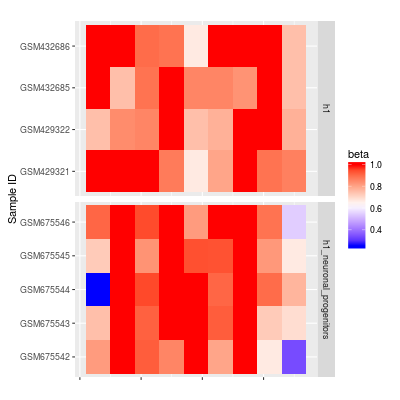 GSM432686
GSM432685
GSM429322
GSM429321
h1
GSM675546
GSM675545
GSM675544
GSM675543
GSM675542
h1_neuronal_progenitors
Sample ID
beta
1.0
0.8
0.6
0.4